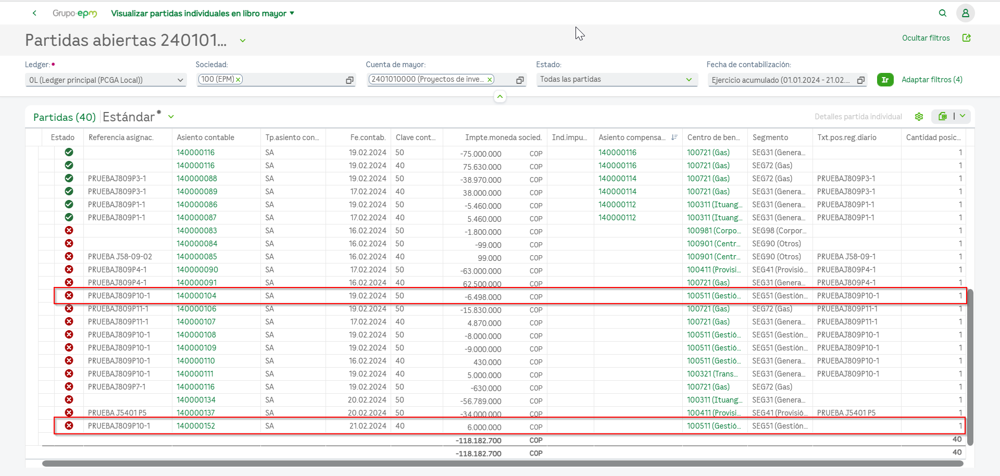 Grupo·epm Visualizar partidas individuales en libro mayor
Partidas abiertas 240101... Ocultar filtros
Ledger: Sociedad: Cuenta de mayor: Estado: Fecha de contabilización:
0L (Ledger principal (PCGA Local)) 100 (EPM) 2401010000 (Proyectos de inve... Todas las partidas Ejercicio acumulado (01.01.2024 - 21.02.... Ir Adaptar filtros (4)
Partidas (40) Estándar* Detalles partida individual
Estado Referencia asignac. Asiento contable Tp.asiento con... Fe.contab. Clave cont... Impte.moneda socied. Ind.impu... Asiento compensa... Centro de ben... Segmento Txt.pos.reg.diario Cantidad posic...
140000116 SA 19.02.2024 50 -75.000.000 COP 140000116 100721 (Gas) SEG31 (Genera... 1
140000116 SA 19.02.2024 40 75.630.000 COP 140000116 100721 (Gas) SEG72 (Gas) 1
PRUEBAJ809P3-1 140000088 SA 19.02.2024 50 -38.970.000 COP 140000114 100721 (Gas) SEG72 (Gas) PRUEBAJ809P3-1 1
PRUEBAJ809P3-1 140000089 SA 17.02.2024 40 38.000.000 COP 140000114 100721 (Gas) SEG31 (Genera... PRUEBAJ809P3-1 1
PRUEBAJ809P1-1 140000086 SA 19.02.2024 50 -5.460.000 COP 140000112 100311 (Ituang... SEG31 (Genera... PRUEBAJ809P1-1 1
PRUEBAJ809P1-1 140000087 SA 17.02.2024 40 5.460.000 COP 140000112 100311 (Ituang... SEG31 (Genera... PRUEBAJ809P1-1 1
140000083 SA 16.02.2024 50 -1.800.000 COP 100981 (Corpo... SEG98 (Corpor... 1
140000084 SA 16.02.2024 50 -99.000 COP 100901 (Centr... SEG90 (Otros) 1
PRUEBA J58-09-02 140000085 SA 16.02.2024 40 99.000 COP 100901 (Centr... SEG90 (Otros) PRUEBA J58-09-1 1
PRUEBAJ809P4-1 140000090 SA 17.02.2024 50 -63.000.000 COP 100411 (Provisi... SEG41 (Provisió... PRUEBAJ809P4-1 1
PRUEBAJ809P4-1 140000091 SA 16.02.2024 40 62.500.000 COP 100721 (Gas) SEG31 (Genera... PRUEBAJ809P4-1 1
PRUEBAJ809P10-1 140000104 SA 19.02.2024 50 -6.498.000 COP 100511 (Gestió... SEG51 (Gestión... PRUEBAJ809P10-1 1
PRUEBAJ809P11-1 140000106 SA 19.02.2024 50 -15.830.000 COP 100721 (Gas) SEG72 (Gas) PRUEBAJ809P11-1 1
PRUEBAJ809P11-1 140000107 SA 17.02.2024 40 4.870.000 COP 100721 (Gas) SEG31 (Genera... PRUEBAJ809P11-1 1
PRUEBAJ809P10-1 140000108 SA 19.02.2024 50 -8.000.000 COP 100511 (Gestió... SEG51 (Gestión... PRUEBAJ809P10-1 1
PRUEBAJ809P10-1 140000109 SA 19.02.2024 50 -9.000.000 COP 100511 (Gestió... SEG51 (Gestión... PRUEBAJ809P10-1 1
PRUEBAJ809P10-1 140000110 SA 16.02.2024 40 430.000 COP 100511 (Gestió... SEG31 (Genera... PRUEBAJ809P10-1 1
PRUEBAJ809P10-1 140000111 SA 19.02.2024 40 5.000.000 COP 100321 (Trans... SEG31 (Genera... PRUEBAJ809P10-1 1
PRUEBAJ809P7-1 140000116 SA 19.02.2024 50 -630.000 COP 100721 (Gas) SEG72 (Gas) 1
140000134 SA 20.02.2024 50 -56.789.000 COP 100311 (Ituang... SEG31 (Genera... 1
PRUEBA J5401 P5 140000137 SA 20.02.2024 50 -34.000.000 COP 100411 (Provisi... SEG41 (Provisió... PRUEBA J5401 P5 1
PRUEBAJ809P10-1 140000152 SA 21.02.2024 40 6.000.000 COP 100511 (Gestió... SEG51 (Gestión... 1
-118.182.700 COP 40
-118.182.700 COP 40